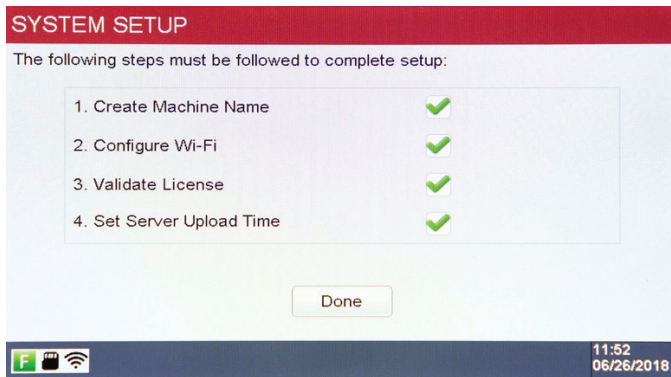 SYSTEM SETUP
The following steps must be followed to complete setup:
1. Create Machine Name
2. Configure Wi-Fi
3. Validate License
4. Set Server Upload Time
Done
F
11:52
06/26/2018